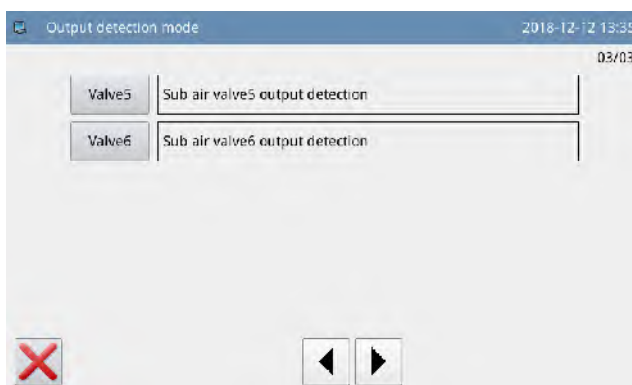 Output detection mode 2018-12-12 13:35
03/03
Valve5 Sub air valve5 output detection
Valve6 Sub air valve6 output detection